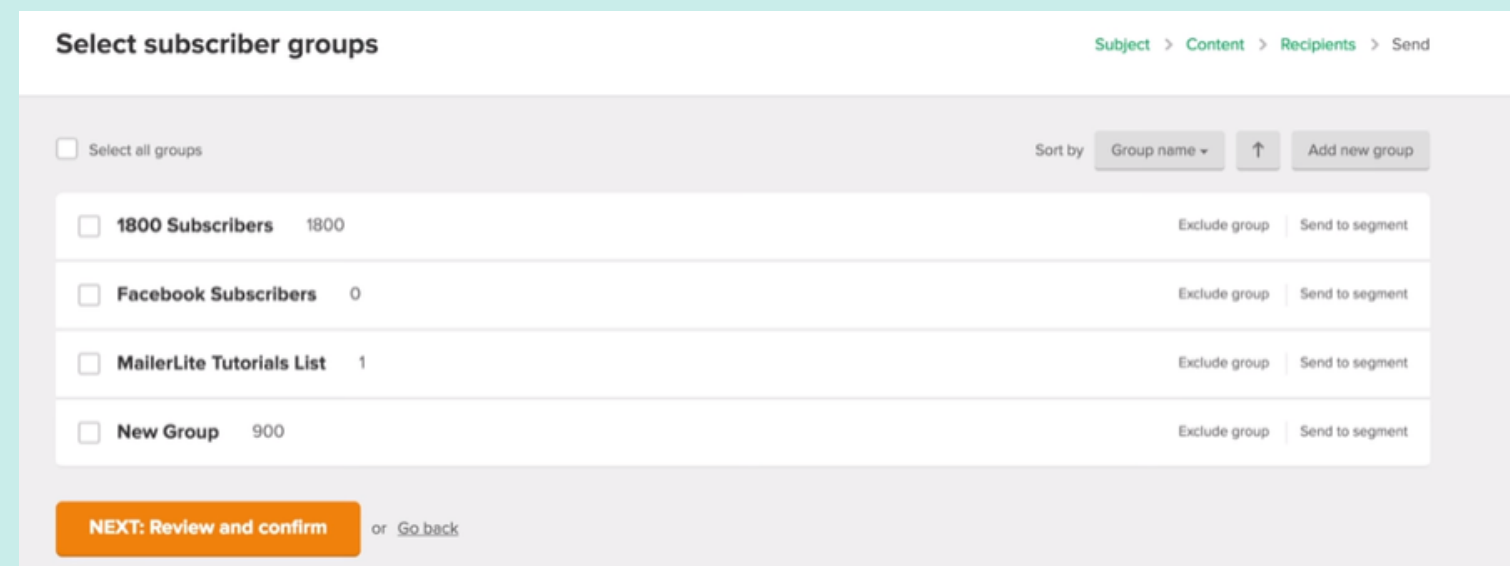 Select subscriber groups
Subject > Content > Recipients > Send
Select all groups
Sort by Group name ↑ Add new group
1800 Subscribers 1800 Exclude group Send to segment
Facebook Subscribers 0 Exclude group Send to segment
MailerLite Tutorials List 1 Exclude group Send to segment
New Group 900 Exclude group Send to segment
NEXT: Review and confirm or Go back